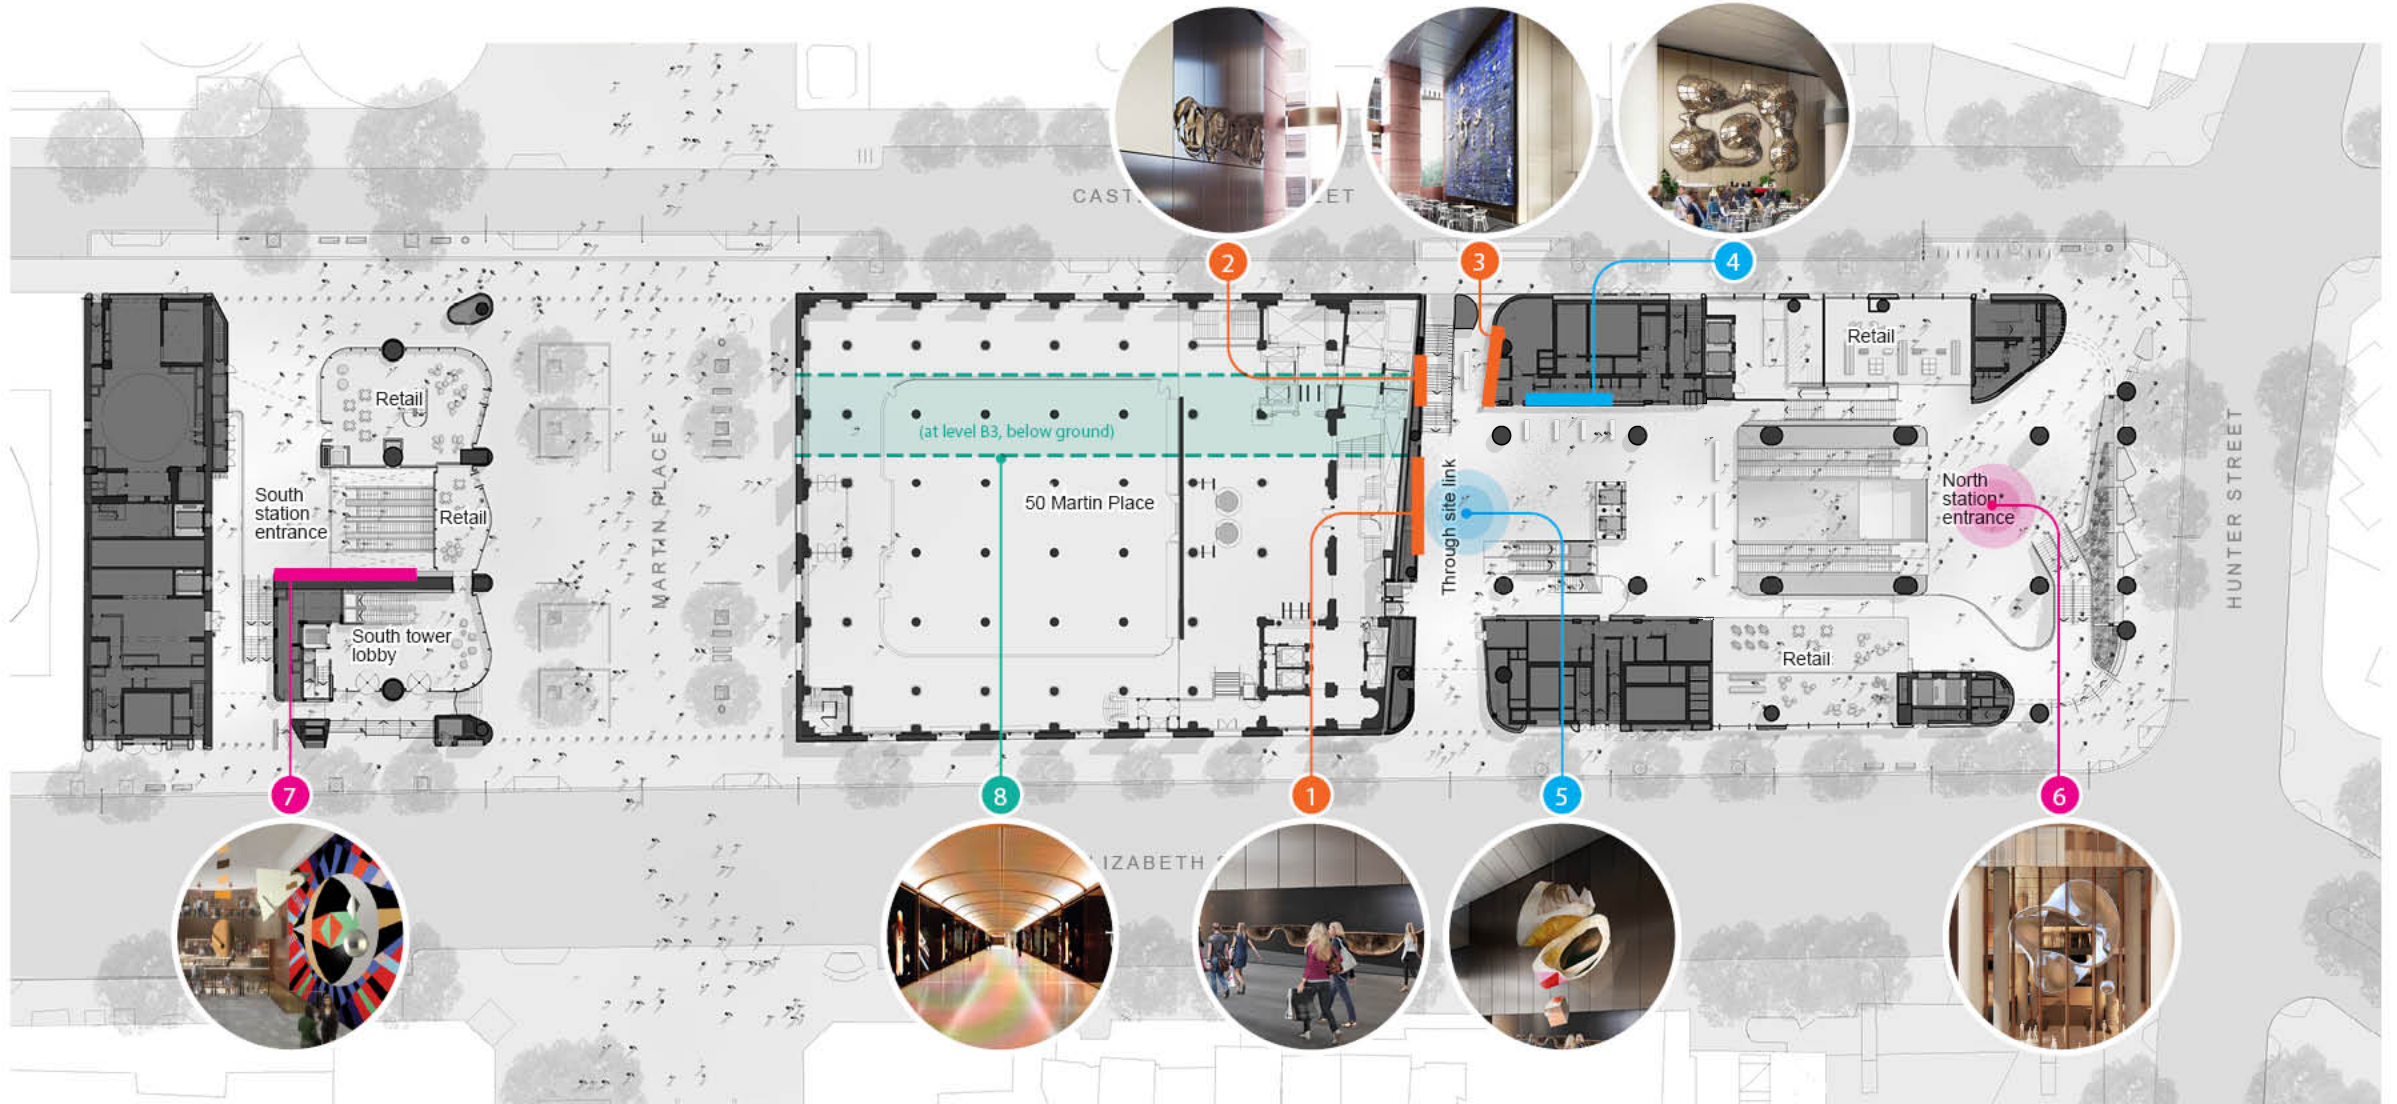 CAST
ET
2
3
4
Retail
Retail
(at level B3, below ground)
MARTIN PLACE
South
station
entrance
Retail
50 Martin Place
Through site link
North
station
entrance
HUNTER STREET
South tower
lobby
Retail
7
8
1
5
6
LIZABETH